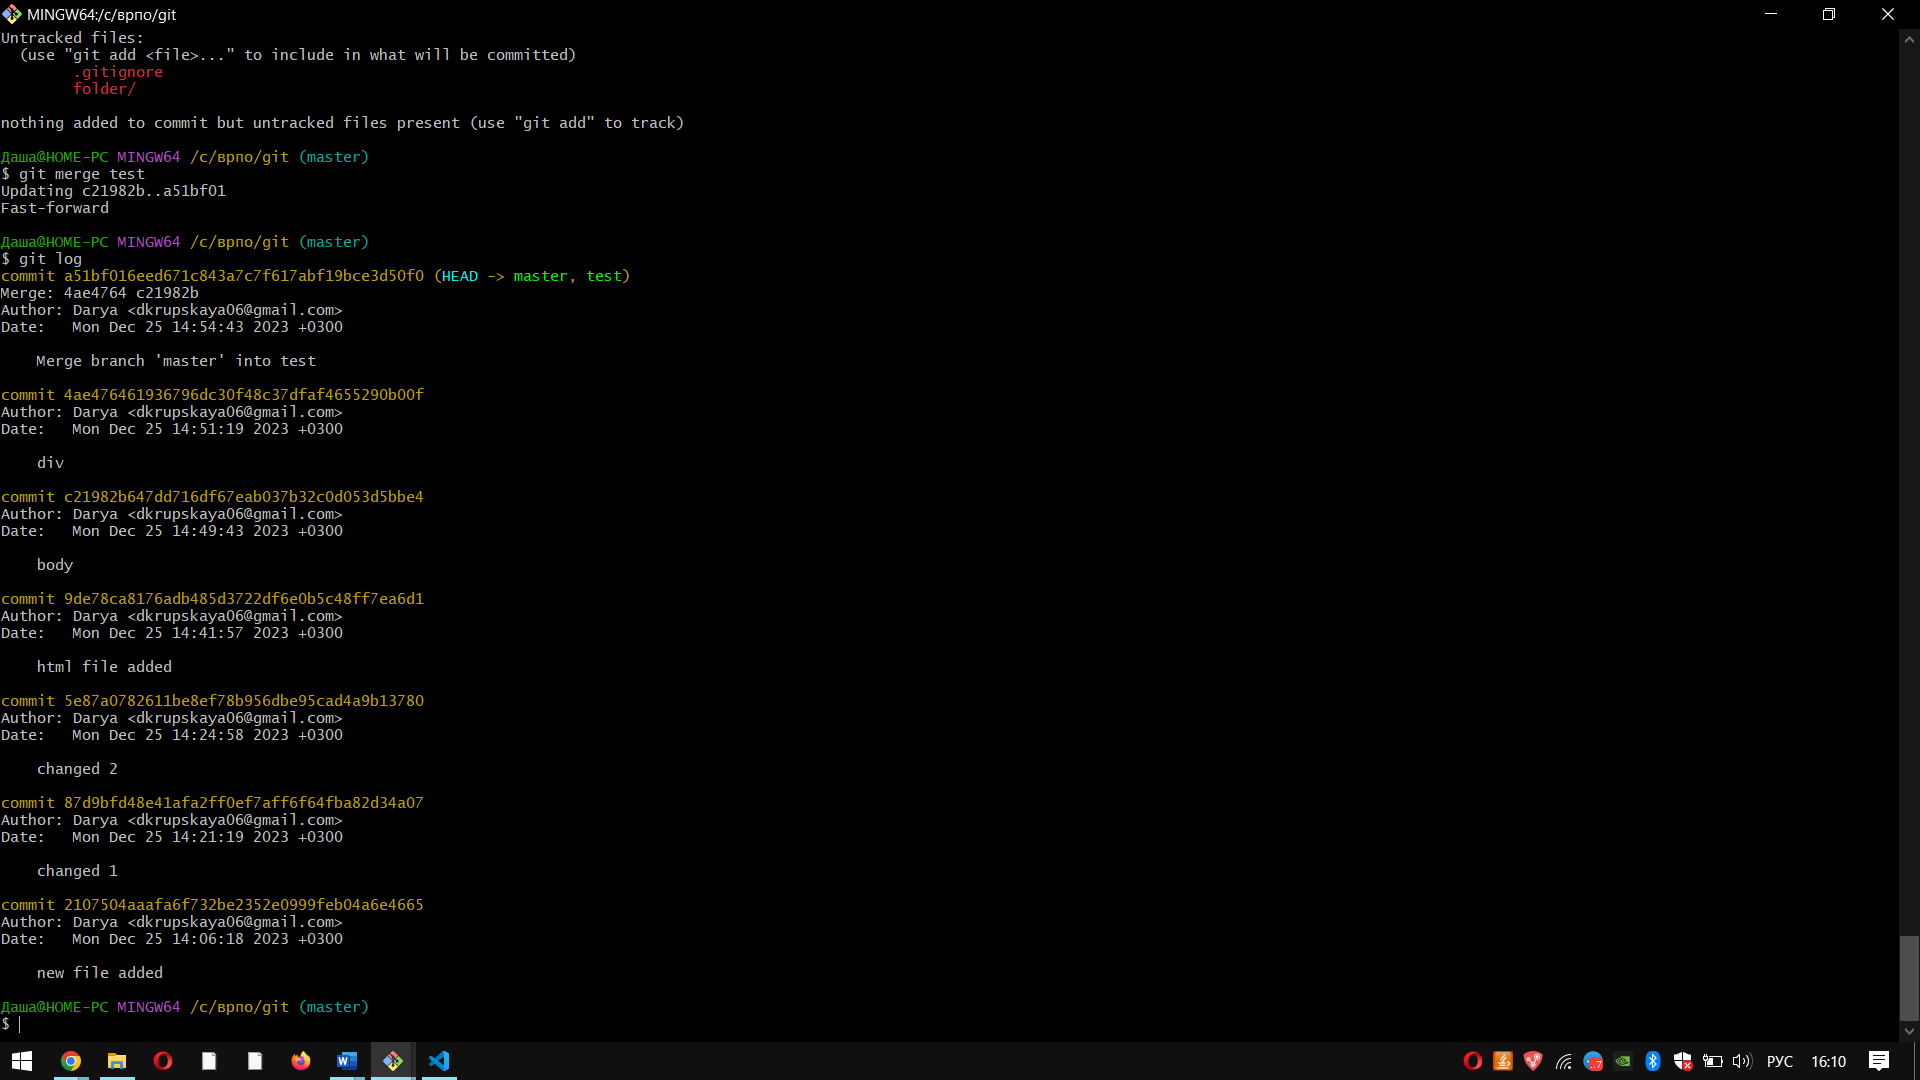 MINGW64:/c/врпо/git
Untracked files:
  (use "git add <file>..." to include in what will be committed)
        .gitignore
        folder/

nothing added to commit but untracked files present (use "git add" to track)

Даша@HOME-PC MINGW64 /c/врпо/git (master)
$ git merge test
Updating c21982b..a51bf01
Fast-forward

Даша@HOME-PC MINGW64 /c/врпо/git (master)
$ git log
commit a51bf016eed671c843a7c7f617abf19bce3d50f0 (HEAD -> master, test)
Merge: 4ae4764 c21982b
Author: Darya <dkrupskaya06@gmail.com>
Date:   Mon Dec 25 14:54:43 2023 +0300

    Merge branch 'master' into test

commit 4ae476461936796dc30f48c37dfaf4655290b00f
Author: Darya <dkrupskaya06@gmail.com>
Date:   Mon Dec 25 14:51:19 2023 +0300

    div

commit c21982b647dd716df67eab037b32c0d053d5bbe4
Author: Darya <dkrupskaya06@gmail.com>
Date:   Mon Dec 25 14:49:43 2023 +0300

    body

commit 9de78ca8176adb485d3722df6e0b5c48ff7ea6d1
Author: Darya <dkrupskaya06@gmail.com>
Date:   Mon Dec 25 14:41:57 2023 +0300

    html file added

commit 5e87a0782611be8ef78b956dbe95cad4a9b13780
Author: Darya <dkrupskaya06@gmail.com>
Date:   Mon Dec 25 14:24:58 2023 +0300

    changed 2

commit 87d9bfd48e41afa2ff0ef7aff6f64fba82d34a07
Author: Darya <dkrupskaya06@gmail.com>
Date:   Mon Dec 25 14:21:19 2023 +0300

    changed 1

commit 2107504aaafa6f732be2352e0999feb04a6e4665
Author: Darya <dkrupskaya06@gmail.com>
Date:   Mon Dec 25 14:06:18 2023 +0300

    new file added

Даша@HOME-PC MINGW64 /c/врпо/git (master)
$
РУС 16:10